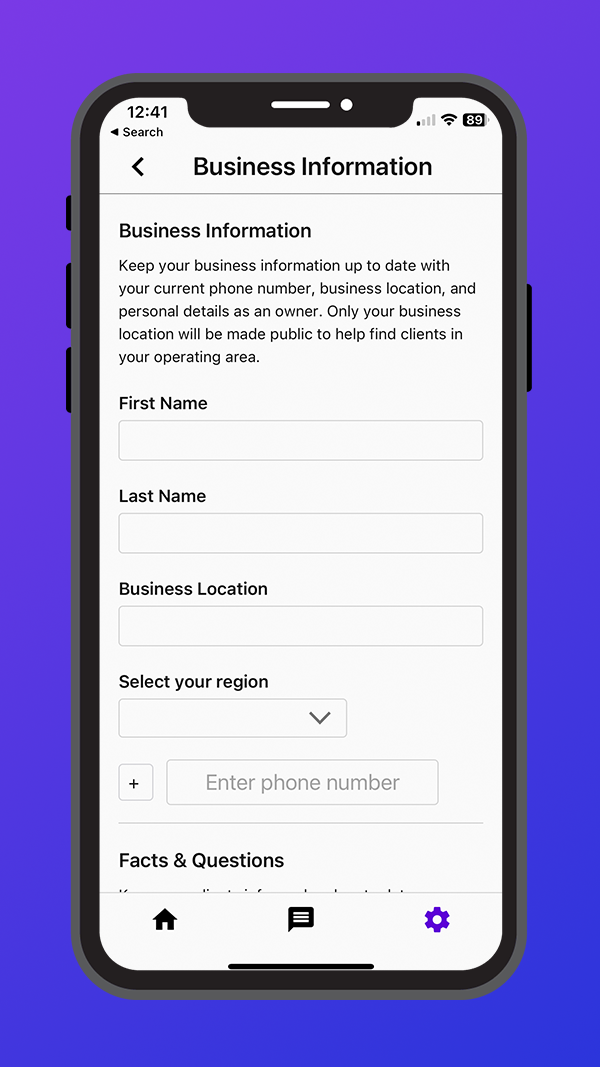 12:41
◀ Search
89
Business Information
Business Information
Keep your business information up to date with
your current phone number, business location, and
personal details as an owner. Only your business
location will be made public to help find clients in
your operating area.
First Name
Last Name
Business Location
Select your region
+
Enter phone number
Facts & Questions